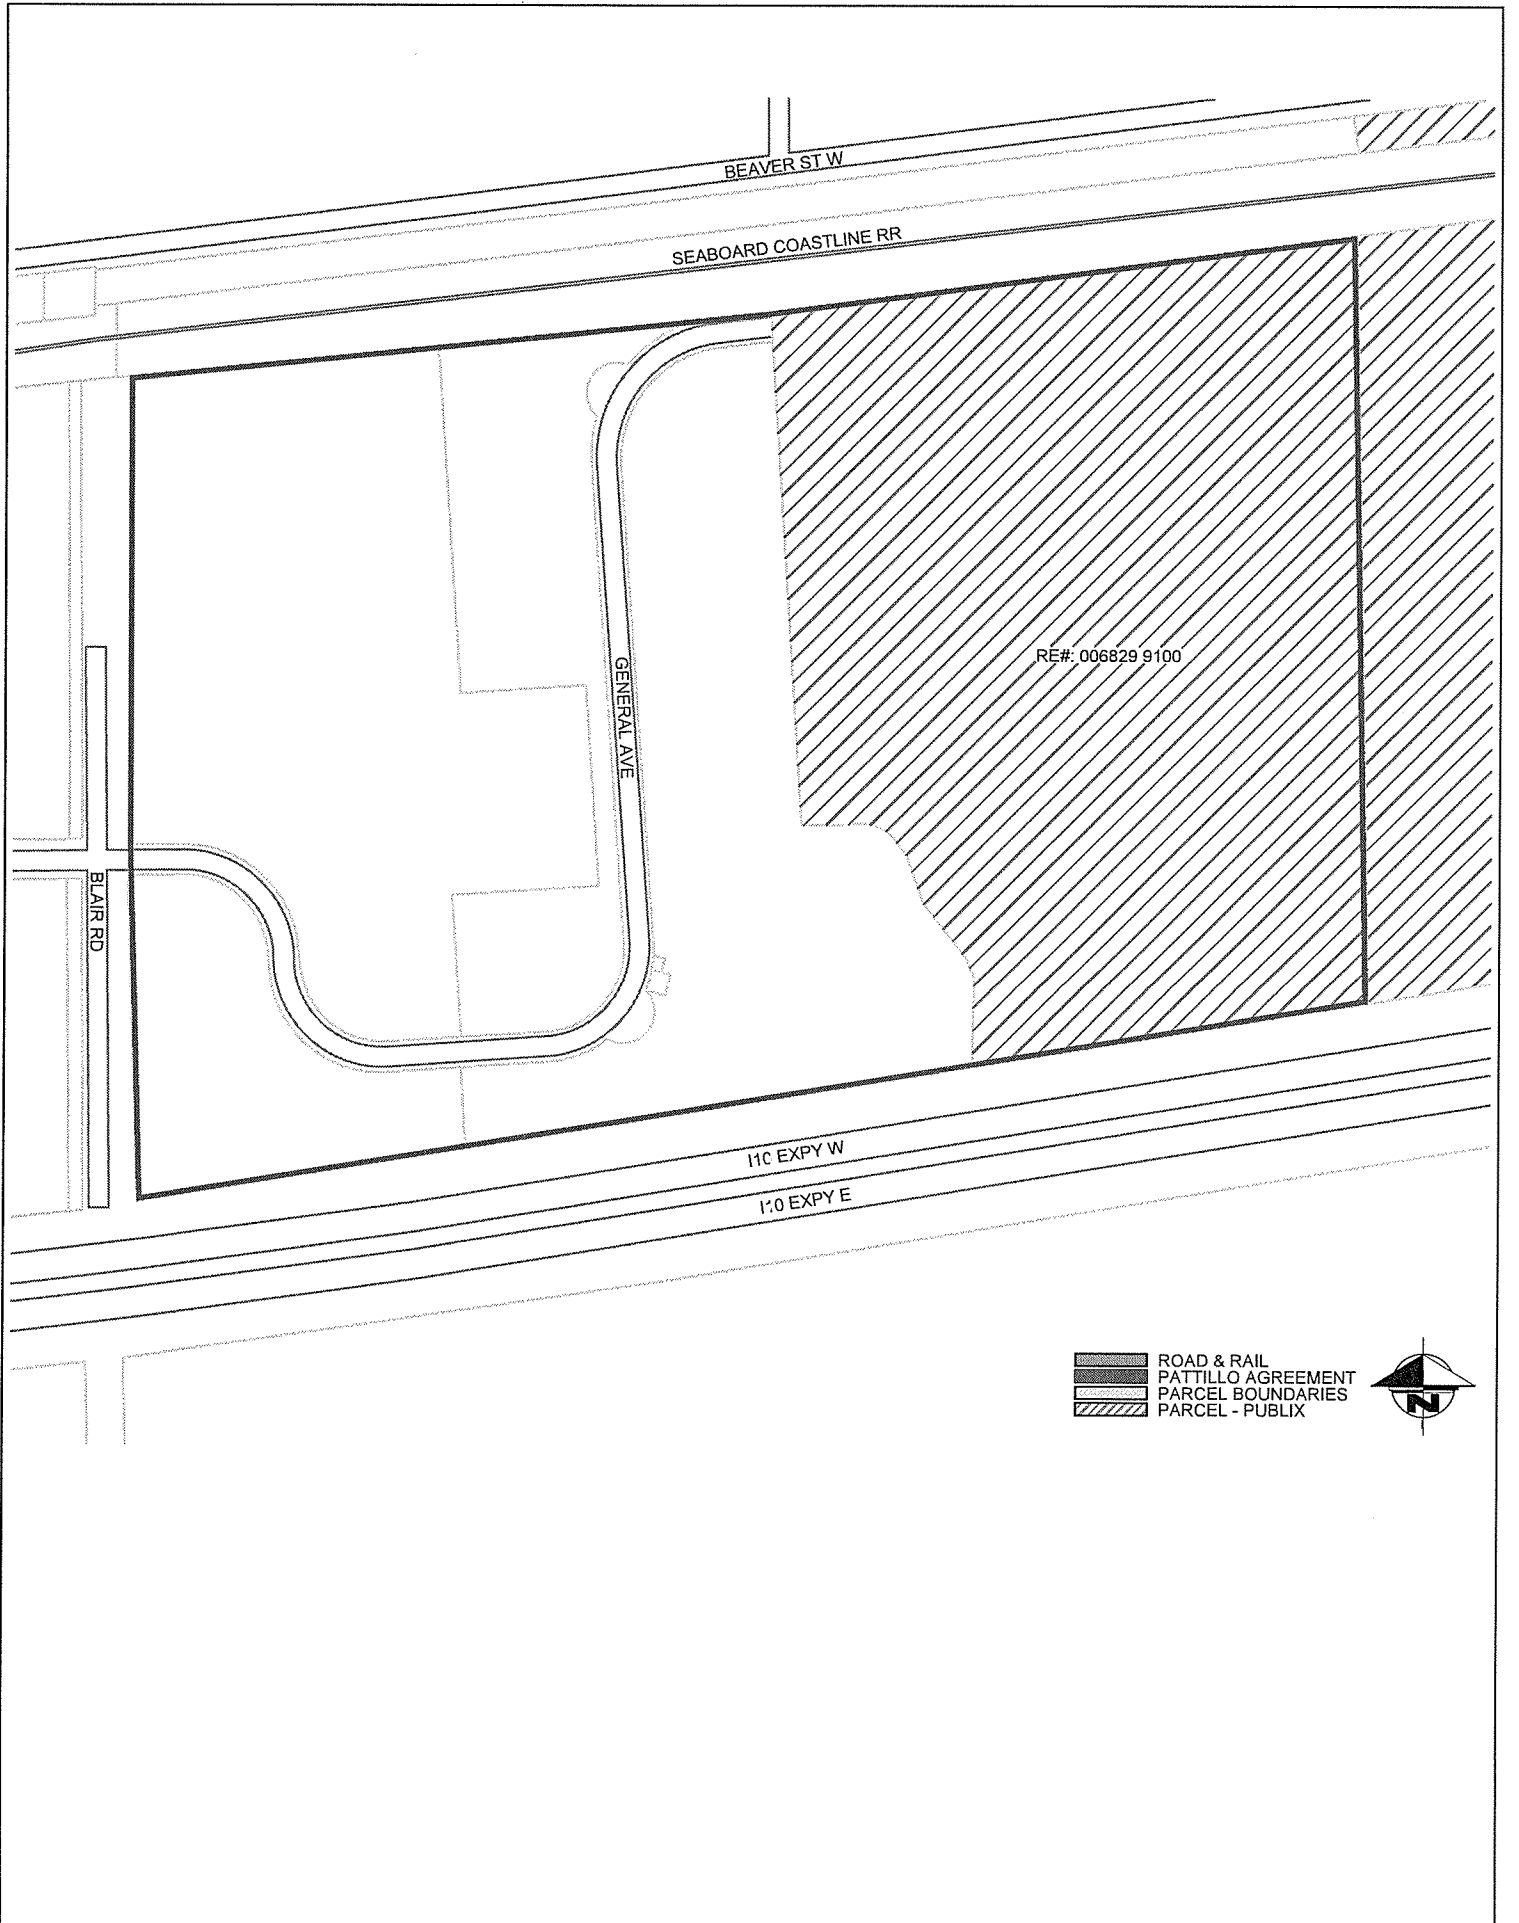 BEAVER ST W
SEABOARD COASTLINE RR
RE#: 006829 9100
GENERAL AVE
BLAIR RD
I10 EXPY W
I10 EXPY E
ROAD & RAIL
PATTILLO AGREEMENT
PARCEL BOUNDARIES
PARCEL - PUBLIX
N